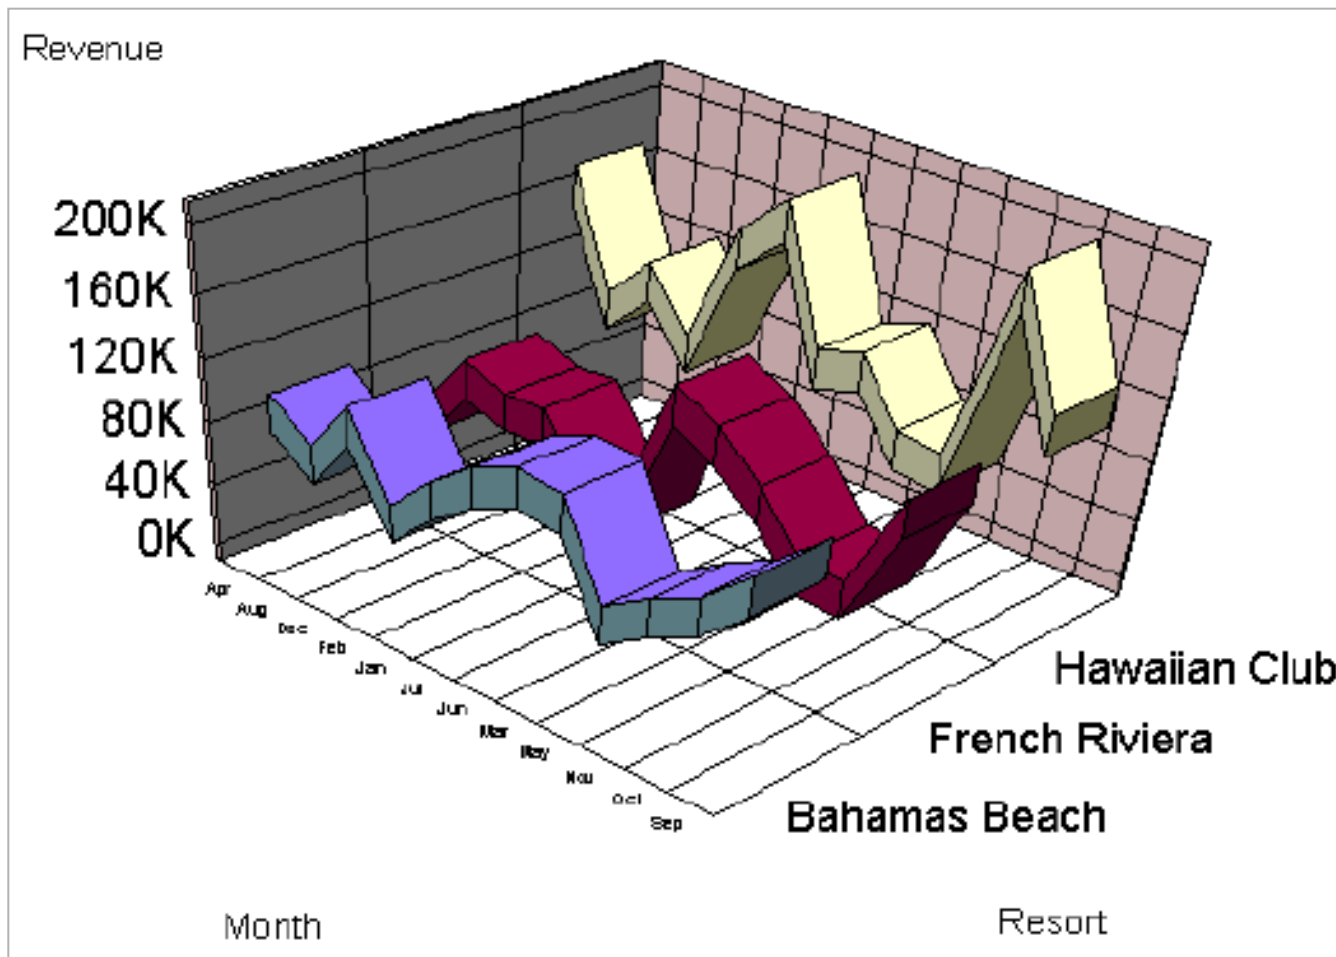 Revenue
200K
160K
120K
80K
40K
0K
Apr
Aug
Dec
Feb
Jan
Jul
Jun
Mar
May
Nov
Oct
Sep
Hawaiian Club
French Riviera
Bahamas Beach
Month
Resort